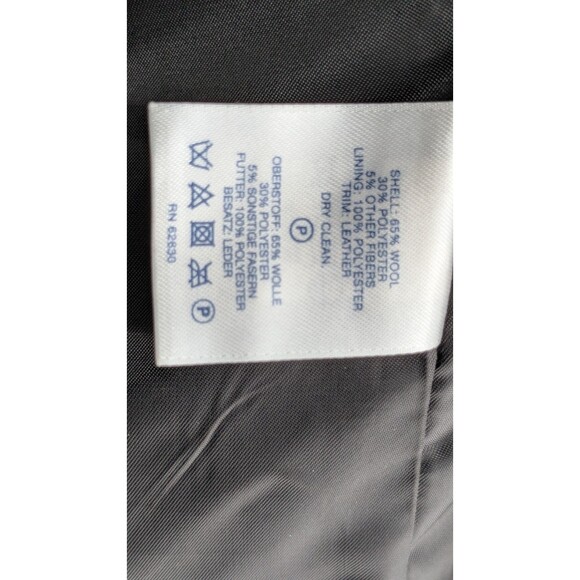 SHELL: 65% WOOL
30% POLYESTER
5% OTHER FIBERS
LINING: 100% POLYESTER
TRIM: LEATHER
DRY CLEAN.
P
OBERSTOFF: 65% WOLLE
30% POLYESTER
5% SONSTIGE FASERN
FUTTER: 100% POLYESTER
BESATZ: LEDER
P
RN 62830